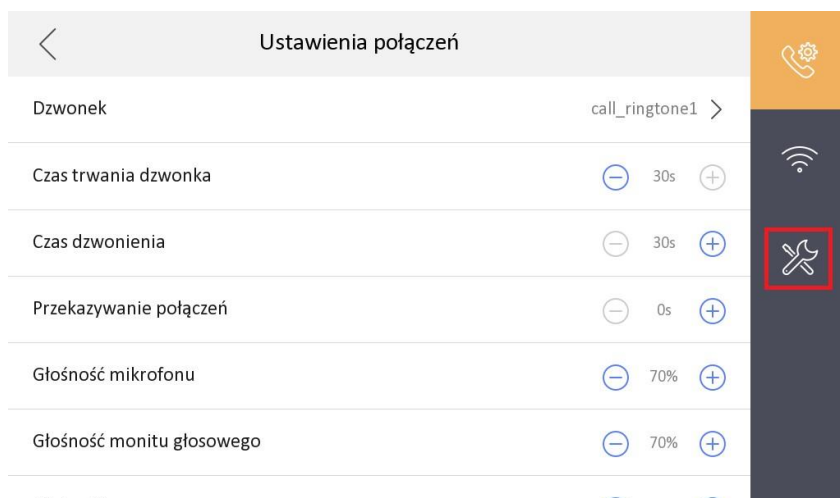 Ustawienia połączeń
Dzwonek call_ringtone1
Czas trwania dzwonka 30s
Czas dzwonienia 30s
Przekazywanie połączeń 0s
Głośność mikrofonu 70%
Głośność monitu głosowego 70%